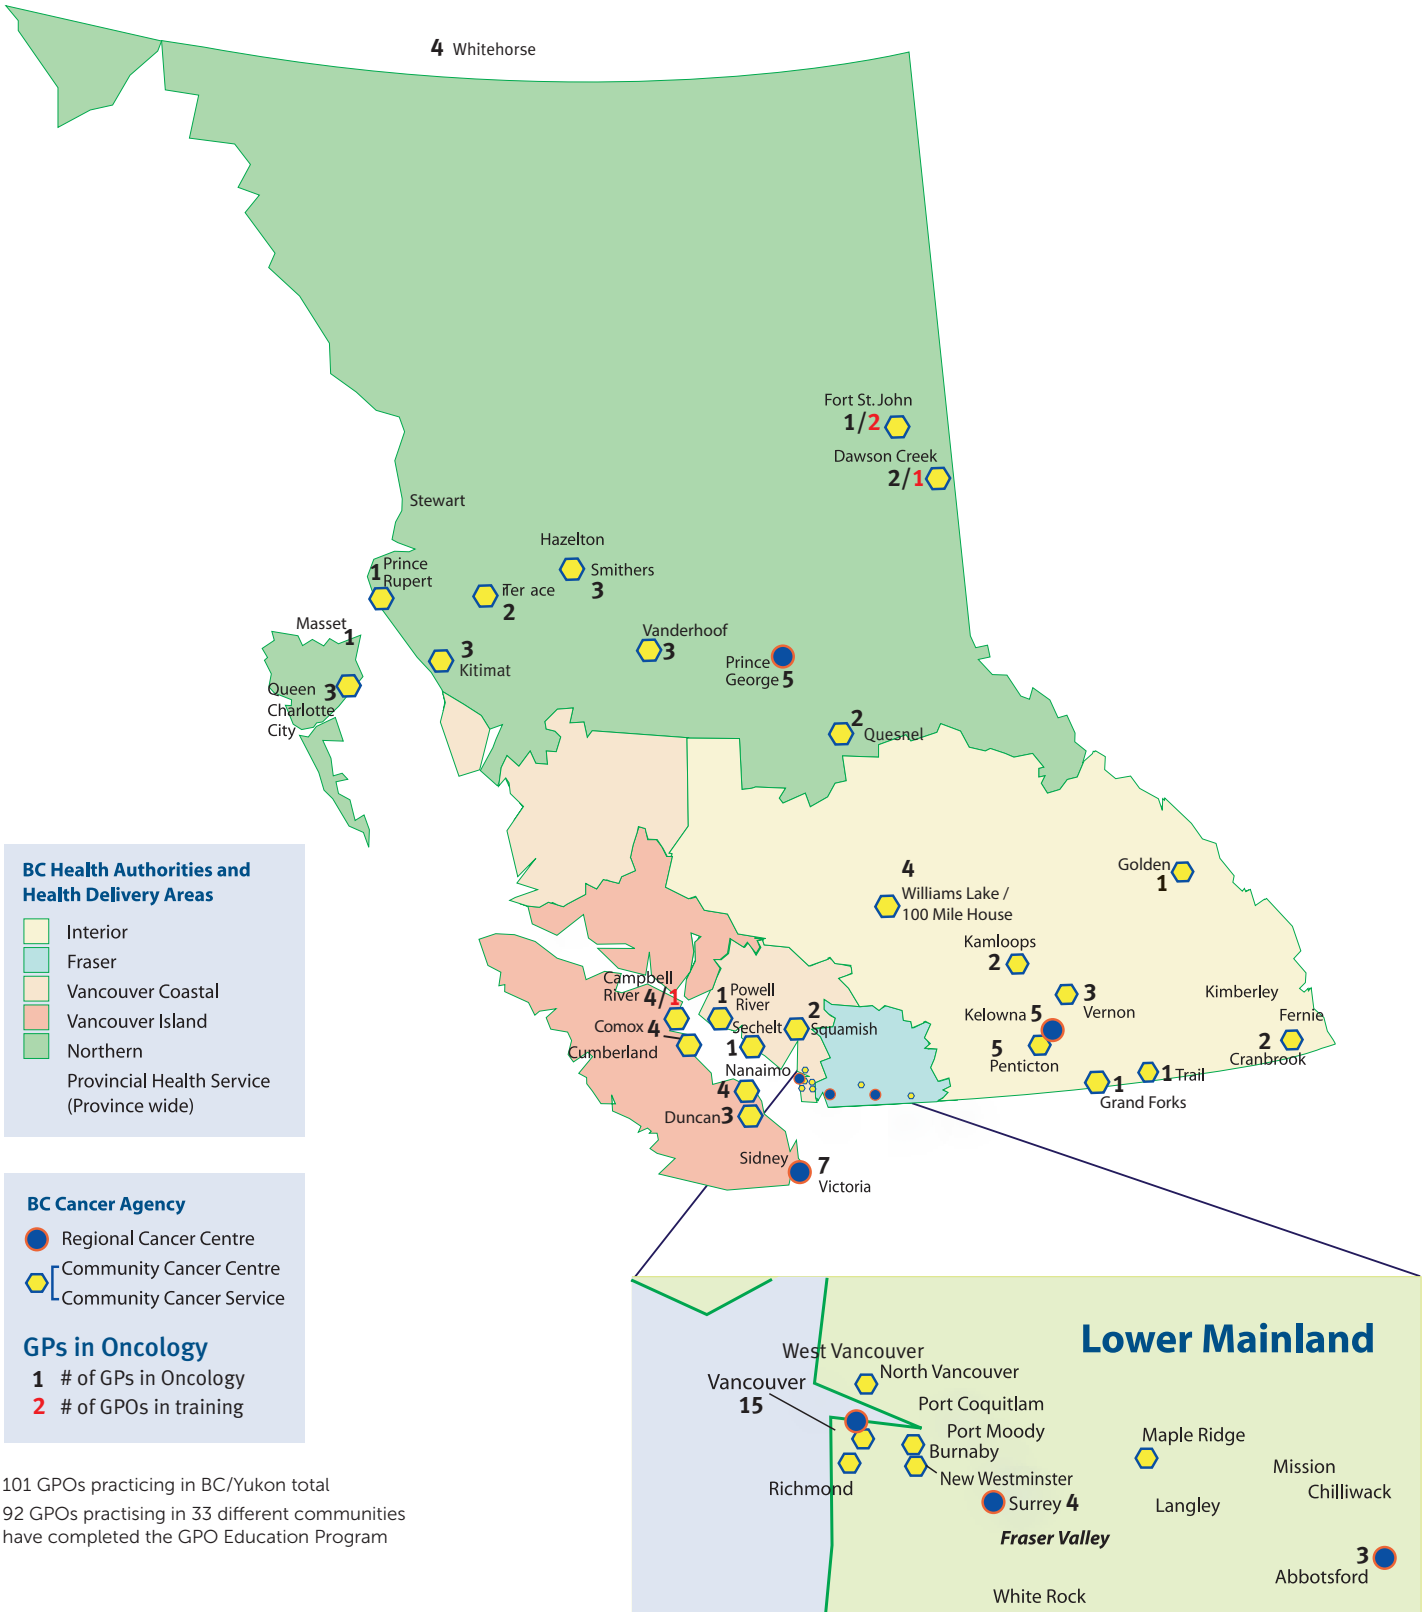 4 Whitehorse
Fort St. John
1/2
Dawson Creek
2/1
Stewart
Hazelton
Smithers
3
1 Prince
Rupert
Ter ace
r
2
Masset
1
3
Kitimat
Vanderhoof
3
Prince
George 5
Queen 3
Charlotte
City
2
Quesnel
4
Williams Lake /
100 Mile House
Golden
1
Kamloops
2
3
Vernon
Kelowna 5
5
Penticton
Kimberley
Fernie
2
Cranbrook
1 Trail
1
Grand Forks
Campbell
River 4/1
1 Powell
River
2
Squamish
Comox 4
Cumberland
Sechelt
1
Nanaimo
4
Duncan 3
Sidney
7
Victoria
BC Health Authorities and
Health Delivery Areas
Interior
Fraser
Vancouver Coastal
Vancouver Island
Northern
Provincial Health Service
(Province wide)
BC Cancer Agency
Regional Cancer Centre
Community Cancer Centre
Community Cancer Service
GPs in Oncology
1 # of GPs in Oncology
2 # of GPOs in training
101 GPOs practicing in BC/Yukon total
92 GPOs practising in 33 different communities
have completed the GPO Education Program
Lower Mainland
West Vancouver
North Vancouver
Vancouver
15
Port Coquitlam
Port Moody
Burnaby
New Westminster
Richmond
Surrey 4
Fraser Valley
White Rock
Maple Ridge
Mission
Chilliwack
Langley
3
Abbotsford